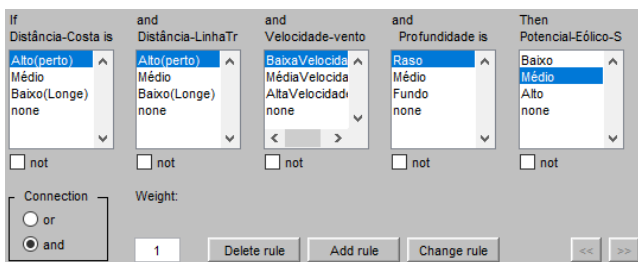 If and and and Then
Distância-Costa is Distância-LinhaTr Velocidade-vento Profundidade is Potencial-Eólico-S
Alto(perto) Alto(perto) BaixaVelocida Raso Baixo
Médio Médio MédiaVelocida Médio Médio
Baixo(Longe) Baixo(Longe) AltaVelocidade Fundo Alto
none none none none none
not not not not not
Connection Weight:
or
and 1 Delete rule Add rule Change rule << >>